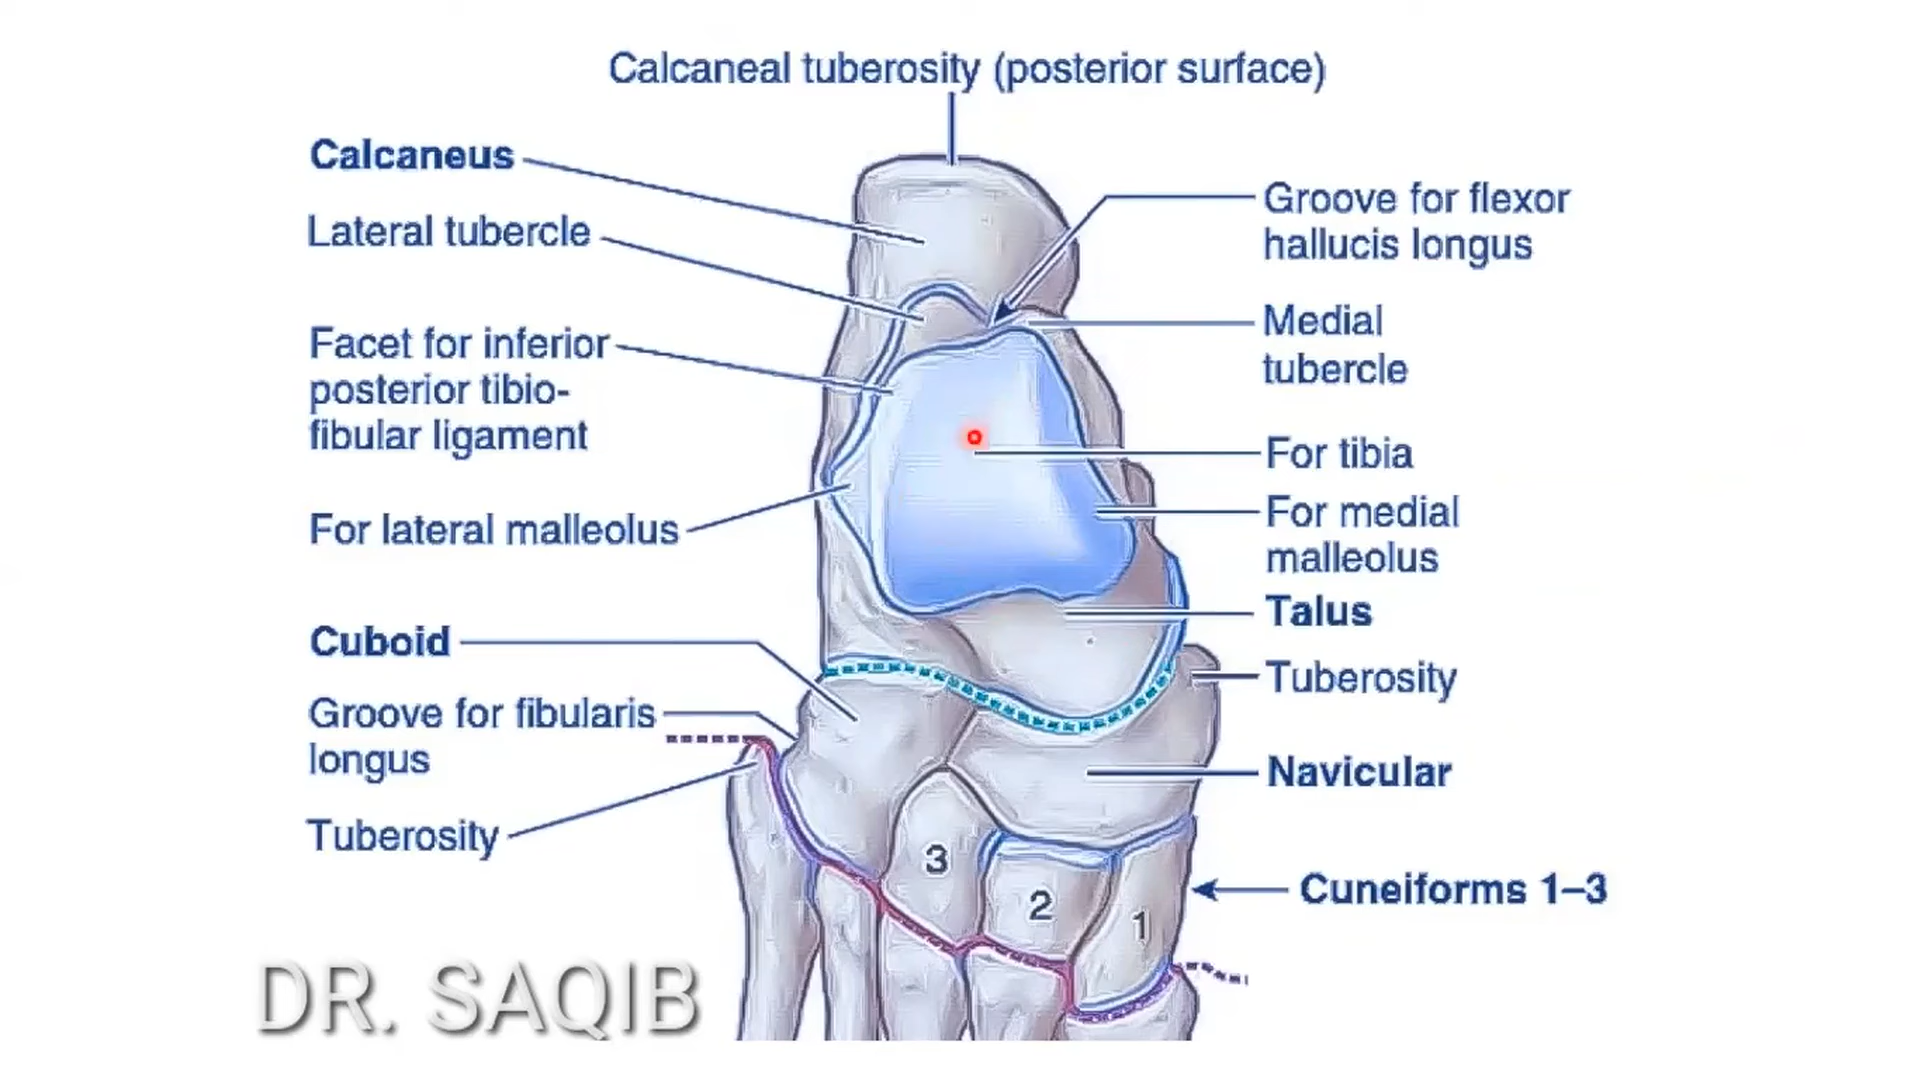 Calcaneal tuberosity (posterior surface)
Calcaneus
Lateral tubercle
Facet for inferior
posterior tibio-
fibular ligament
For lateral malleolus
Cuboid
Groove for fibularis
longus
Tuberosity
Groove for flexor
hallucis longus
Medial
tubercle
For tibia
For medial
malleolus
Talus
Tuberosity
Navicular
Cuneiforms 1–3
3
2
1
DR. SAQIB